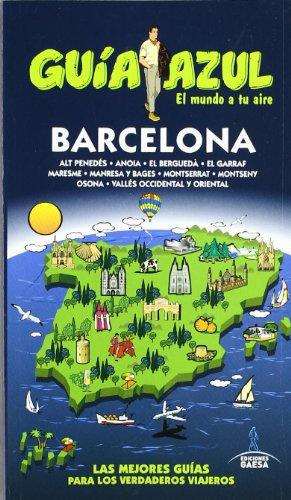 GUÍA AZUL
El mundo a tu aire
BARCELONA
ALT PENEDÉS • ANOIA • EL BERGUEDÀ • EL GARRAF
MARESME • MANRESA Y BAGES • MONTSERRAT • MONTSENY
OSONA • VALLÉS OCCIDENTAL Y ORIENTAL
LAS MEJORES GUÍAS
PARA LOS VERDADEROS VIAJEROS
EDICIONES
GAESA